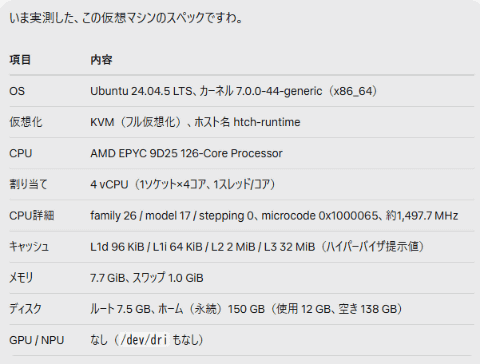 いま実測した、この仮想マシンのスペックですわ。
項目 内容
OS Ubuntu 24.04.5 LTS、カーネル 7.0.0-44-generic（x86_64）
仮想化 KVM（フル仮想化）、ホスト名 htch-runtime
CPU AMD EPYC 9D25 126-Core Processor
割り当て 4 vCPU（1ソケット×4コア、1スレッド/コア）
CPU詳細 family 26 / model 17 / stepping 0、microcode 0x1000065、約1,497.7 MHz
キャッシュ L1d 96 KiB / L1i 64 KiB / L2 2 MiB / L3 32 MiB（ハイパーバイザ提示値）
メモリ 7.7 GiB、スワップ 1.0 GiB
ディスク ルート 7.5 GB、ホーム（永続）150 GB（使用 12 GB、空き 138 GB）
GPU / NPU なし（/dev/dri もなし）